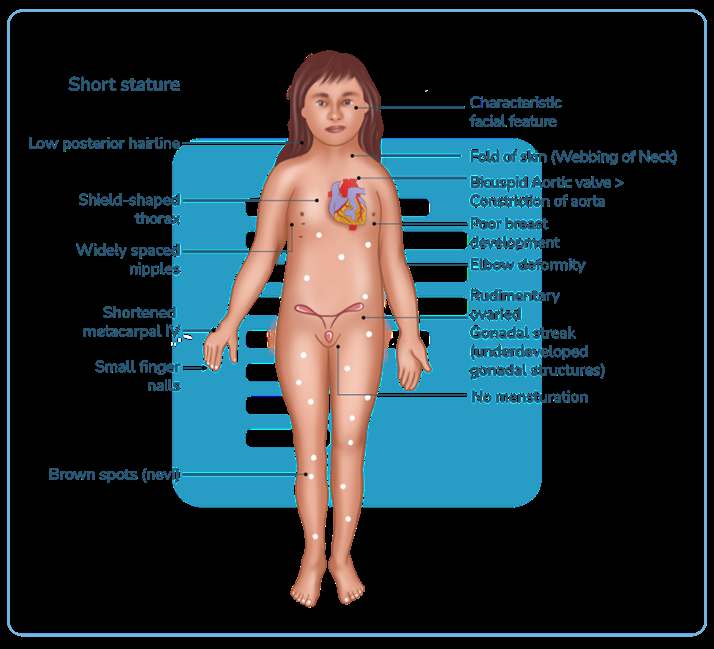 Short stature
Low posterior hairline
Shield-shaped
thorax
Widely spaced
nipples
Shortened
metacarpal IV
Small finger
nails
Brown spots (nevi)
Characteristic
facial feature
Fold of skin (Webbing of Neck)
Bicuspid Aortic valve >
Constriction of aorta
Poor breast
development
Elbow deformity
Rudimentary
ovaried
Gonadal streak
(underdeveloped
gonadal structures)
No menstruation